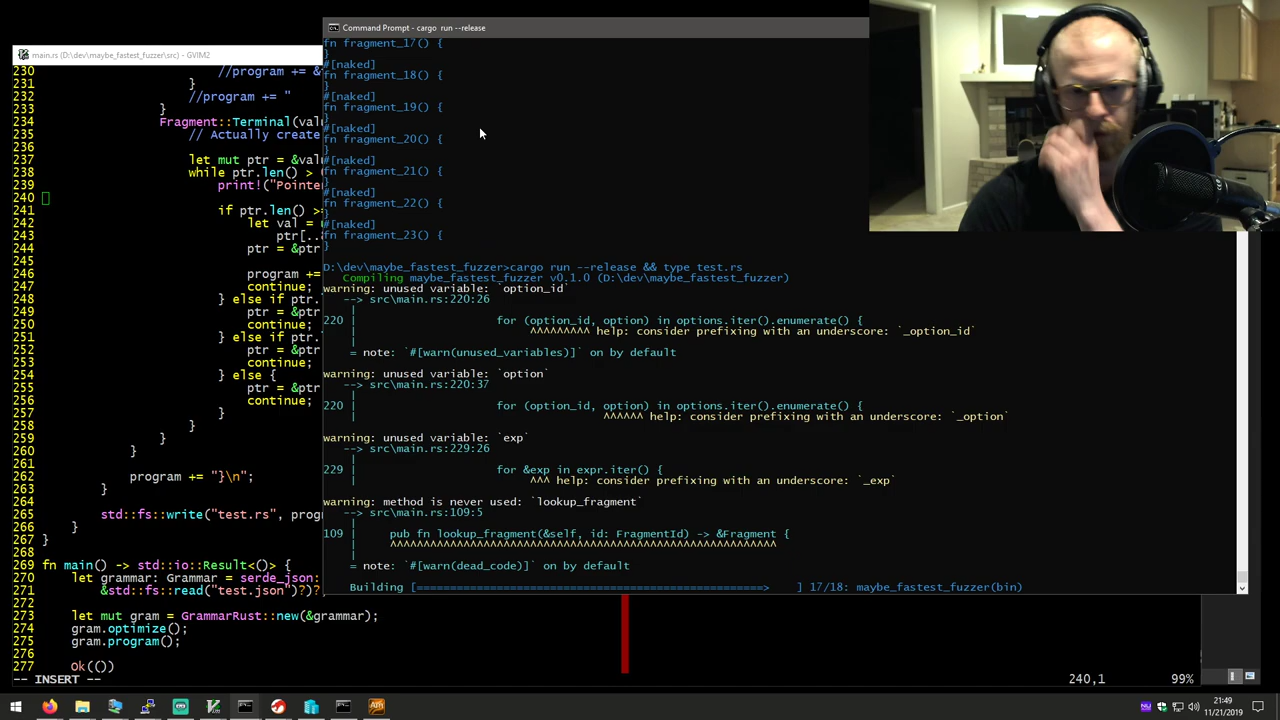 Command Prompt - cargo run --release
fn fragment_17() {
}
#[naked]
fn fragment_18() {
}
#[naked]
fn fragment_19() {
}
#[naked]
fn fragment_20() {
}
#[naked]
fn fragment_21() {
}
#[naked]
fn fragment_22() {
}
#[naked]
fn fragment_23() {
}
D:\dev\maybe_fastest_fuzzer>cargo run --release && type test.rs
Compiling maybe_fastest_fuzzer v0.1.0 (D:\dev\maybe_fastest_fuzzer)
warning: unused variable: `option_id`
--> src\main.rs:220:26
|
220 | for (option_id, option) in options.iter().enumerate() {
| ^^^^^^^^^ help: consider prefixing with an underscore: `_option_id`
|
= note: `#[warn(unused_variables)]` on by default
warning: unused variable: `option`
--> src\main.rs:220:37
|
220 | for (option_id, option) in options.iter().enumerate() {
| ^^^^^^ help: consider prefixing with an underscore: `_option`
warning: unused variable: `exp`
--> src\main.rs:229:26
|
229 | for &exp in expr.iter() {
| ^^^ help: consider prefixing with an underscore: `_exp`
warning: method is never used: `lookup_fragment`
--> src\main.rs:109:5
|
109 | pub fn lookup_fragment(&self, id: FragmentId) -> &Fragment {
| ^^^^^^^^^^^^^^^^^^^^^^^^^^^^^^^^^^^^^^^^^^^^^^^^^^^^^^^^^^
|
= note: `#[warn(dead_code)]` on by default
Building [=====================================================> ] 17/18: maybe_fastest_fuzzer(bin)
main.rs (D:\dev\maybe_fastest_fuzzer\src) - GVIM2
230 //program += &
231 }
232 //program += "
233 }
234 Fragment::Terminal(val
235 // Actually create
236
237 let mut ptr = &valu
238 while ptr.len() >
239 print!("Pointer
240
241 if ptr.len() >=
242 let val = u
243 ptr[..
244 ptr = &ptr
245
246 program +=
247 continue;
248 } else if ptr.
249 ptr = &ptr
250 continue;
251 } else if ptr.
252 ptr = &ptr
253 continue;
254 } else {
255 ptr = &ptr
256 continue;
257 }
258 }
259 }
260 }
261
262 program += "}\n";
263 }
264
265 std::fs::write("test.rs", prog
266 }
267 }
268
269 fn main() -> std::io::Result<()> {
270 let grammar: Grammar = serde_json:
271 &std::fs::read("test.json")?)?
272
273 let mut gram = GrammarRust::new(&grammar);
274 gram.optimize();
275 gram.program();
276
277 Ok(())
-- INSERT --
240,1 99%
21:49
11/21/2019